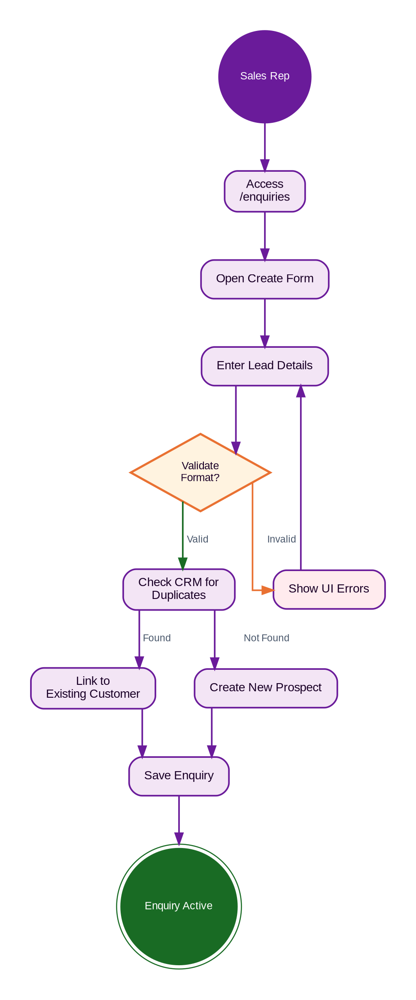 Sales Rep
Access
/enquiries
Open Create Form
Enter Lead Details
Validate
Format?
Valid
Invalid
Check CRM for
Duplicates
Show UI Errors
Found
Not Found
Link to
Existing Customer
Create New Prospect
Save Enquiry
Enquiry Active